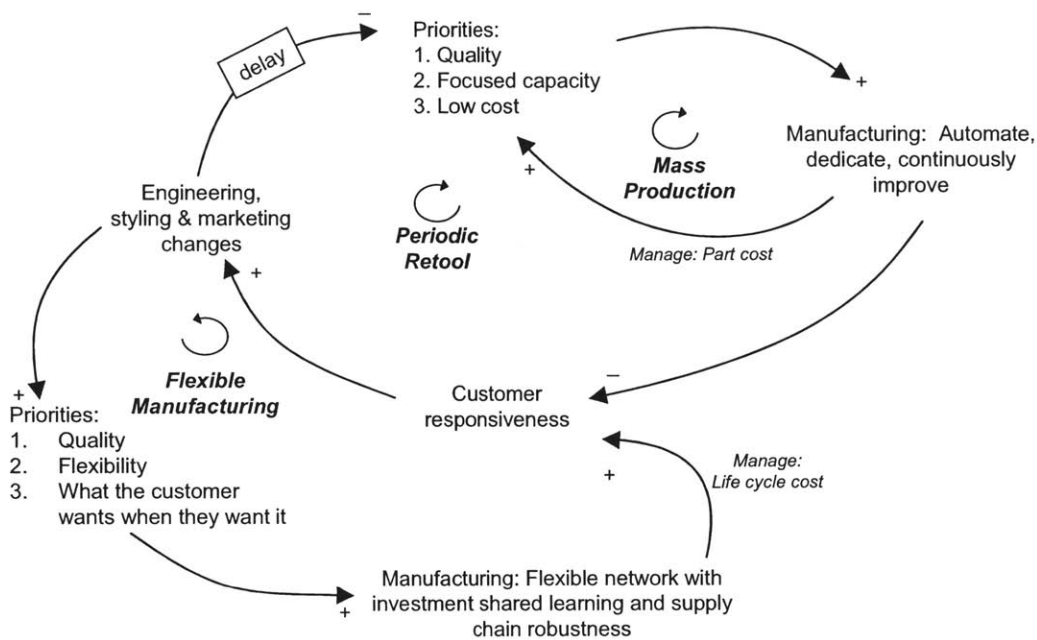 −
delay
Priorities:
1. Quality
2. Focused capacity
3. Low cost
+
Manufacturing: Automate,
dedicate, continuously
improve
+
Mass
Production
Manage: Part cost
Engineering,
styling & marketing
changes
Periodic
Retool
+
Flexible
Manufacturing
−
Customer
responsiveness
+
Priorities:
1. Quality
2. Flexibility
3. What the customer
wants when they want it
+
Manage:
Life cycle cost
+
Manufacturing: Flexible network with
investment shared learning and supply
chain robustness